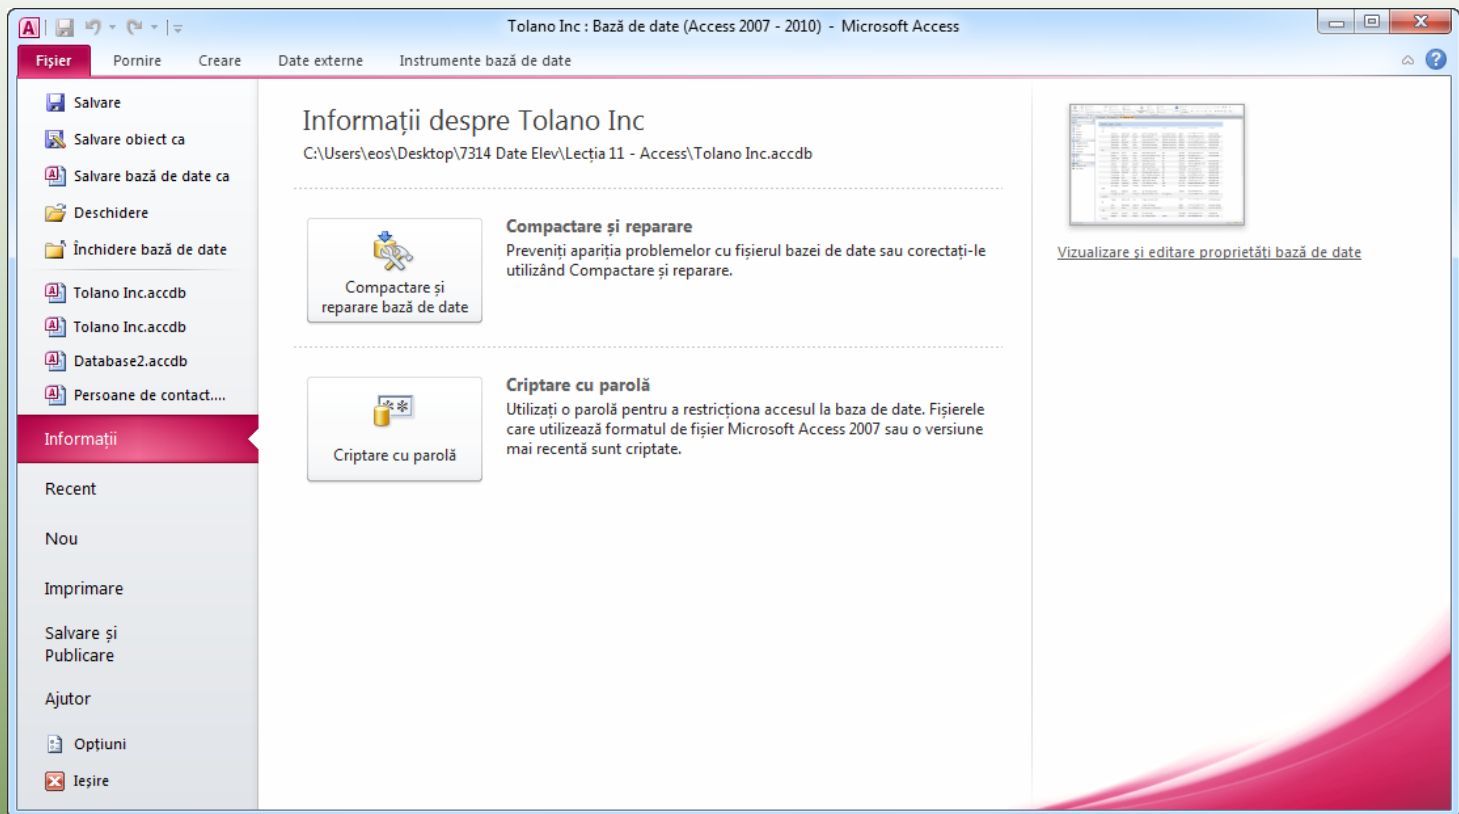 Tolano Inc : Bază de date (Access 2007 - 2010) - Microsoft Access
Fișier Pornire Creare Date externe Instrumente bază de date
Salvare
Salvare obiect ca
Salvare bază de date ca
Deschidere
Închidere bază de date
Tolano Inc.accdb
Tolano Inc.accdb
Database2.accdb
Persoane de contact....
Informații
Recent
Nou
Imprimare
Salvare și
Publicare
Ajutor
Opțiuni
Ieșire
Informații despre Tolano Inc
C:\Users\eos\Desktop\7314 Date Elev\Lecția 11 - Access\Tolano Inc.accdb
Compactare și
reparare bază de date
Compactare și reparare
Preveniți apariția problemelor cu fișierul bazei de date sau corectați-le
utilizând Compactare și reparare.
Criptare cu parolă
Criptare cu parolă
Utilizați o parolă pentru a restricționa accesul la baza de date. Fișierele
care utilizează formatul de fișier Microsoft Access 2007 sau o versiune
mai recentă sunt criptate.
Vizualizare și editare proprietăți bază de date